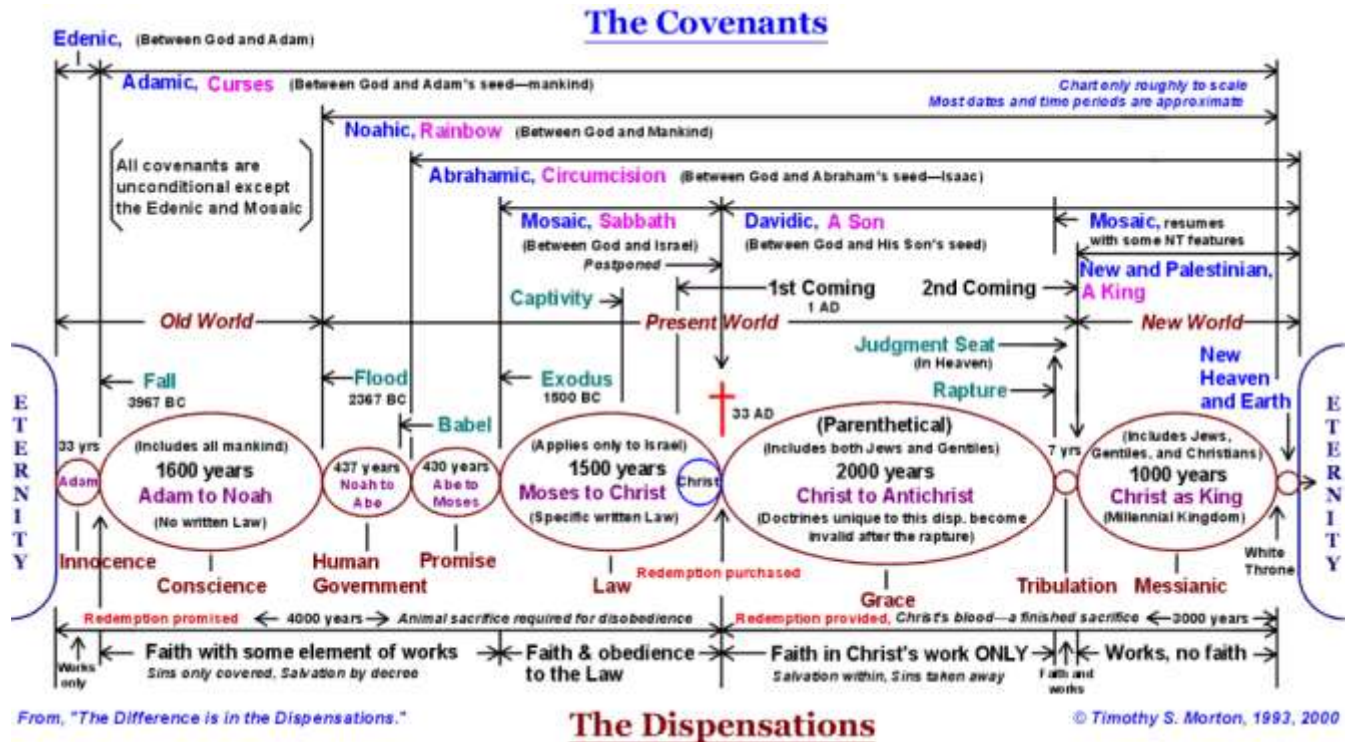 The Covenants
Edenic, (Between God and Adam)
Adamic, Curses (Between God and Adam's seed—mankind)
Chart only roughly to scale
Most dates and time periods are approximate
Noahic, Rainbow (Between God and Mankind)
All covenants are
unconditional except
the Edenic and Mosaic
Abrahamic, Circumcision (Between God and Abraham's seed—Isaac)
Mosaic, Sabbath
(Between God and Israel)
Postponed
Davidic, A Son
(Between God and His Son's seed)
Mosaic, resumes
with some NT features
New and Palestinian,
A King
Captivity
1st Coming
1 AD
2nd Coming
Old World
Present World
New World
Judgment Seat
(In Heaven)
Rapture
New
Heaven
and Earth
Fall
3967 BC
Flood
2367 BC
Babel
Exodus
1500 BC
33 AD
ETERNITY
33 yrs
Adam
(Includes all mankind)
1600 years
Adam to Noah
(No written Law)
437 years
Noah to
Abe
430 years
Abe to
Moses
(Applies only to Israel)
1500 years
Moses to Christ
(Specific written Law)
Christ
(Parenthetical)
(Includes both Jews and Gentiles)
2000 years
Christ to Antichrist
(Doctrines unique to this disp. become
invalid after the rapture)
7 yrs
(Includes Jews,
Gentiles, and Christians)
1000 years
Christ as King
(Millennial Kingdom)
ETERNITY
White
Throne
Innocence
Conscience
Human
Government
Promise
Law
Redemption purchased
Grace
Tribulation
Messianic
Redemption promised
4000 years
Animal sacrifice required for disobedience
Redemption provided, Christ's blood—a finished sacrifice
3000 years
Works
only
Faith with some element of works
Sins only covered, Salvation by decree
Faith & obedience
to the Law
Faith in Christ's work ONLY
Salvation within, Sins taken away
Faith and
works
Works, no faith
From, "The Difference is in the Dispensations."
The Dispensations
© Timothy S. Morton, 1993, 2000